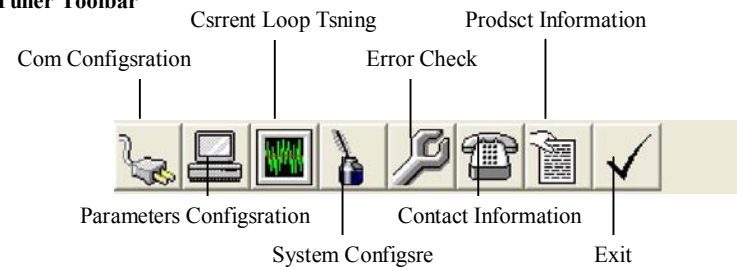 Tuner Toolbar
Csrrent Loop Tsning
Prodsct Information
Com Configsration
Error Check
Parameters Configsration
Contact Information
System Configsre
Exit